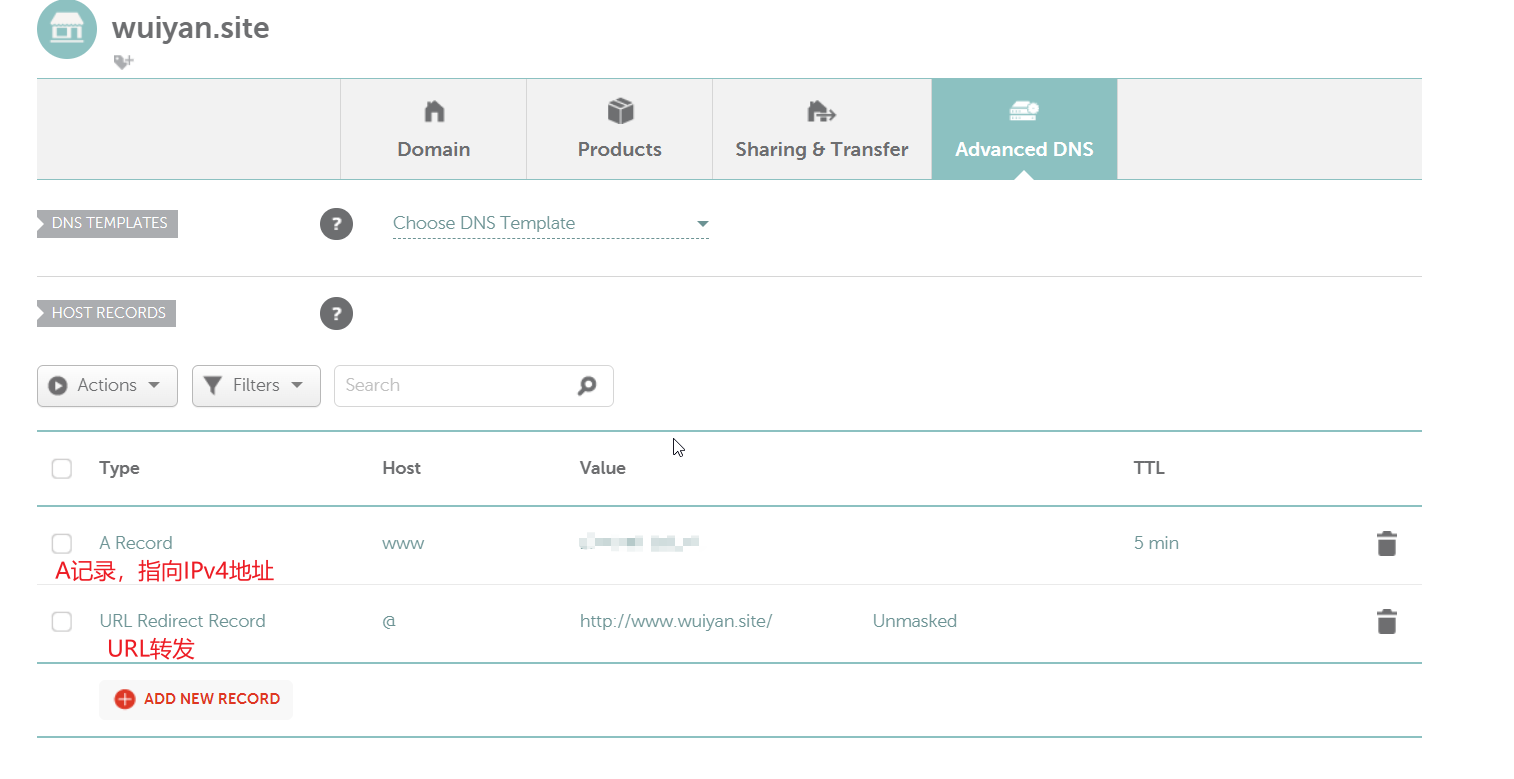 wuiyan.site
Domain
Products
Sharing & Transfer
Advanced DNS
DNS TEMPLATES
?
Choose DNS Template
HOST RECORDS
?
Actions
Filters
Search
Type Host Value TTL
A Record www 5 min
A记录，指向IPv4地址
URL Redirect Record @ http://www.wuiyan.site/ Unmasked
URL转发
ADD NEW RECORD